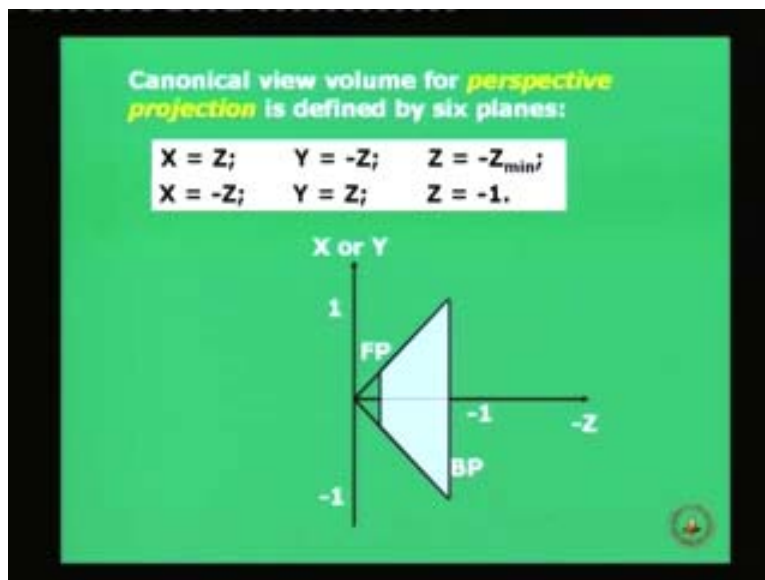 Canonical view volume for perspective
projection is defined by six planes:
X = Z; Y = -Z; Z = -Zmin;
X = -Z; Y = Z; Z = -1.
X or Y
1
FP
-1
-Z
BP
-1